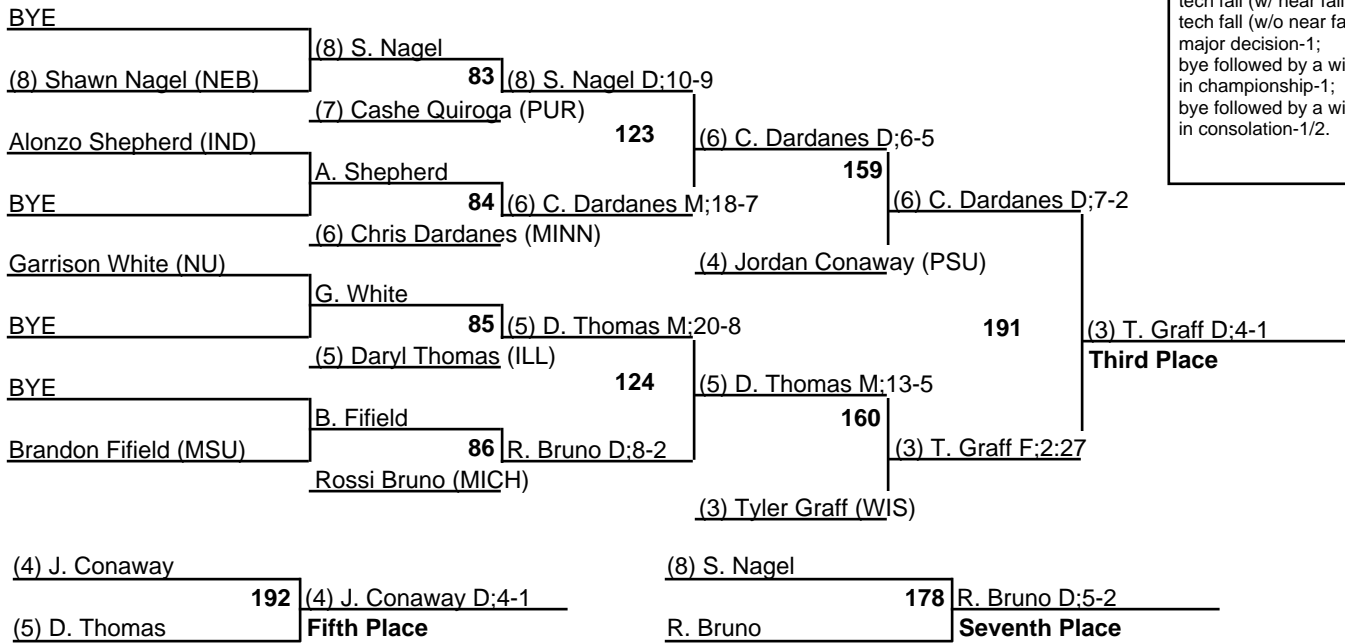 BYE
(8) Shawn Nagel (NEB)
Alonzo Shepherd (IND)
BYE
Garrison White (NU)
BYE
BYE
Brandon Fifield (MSU)
(8) S. Nagel
83
(7) Cashe Quiroga (PUR)
A. Shepherd
84
(6) Chris Dardanes (MINN)
G. White
85
(5) Daryl Thomas (ILL)
B. Fifield
86
Rossi Bruno (MICH)
(8) S. Nagel D;10-9
123
(6) C. Dardanes M;18-7
(5) D. Thomas M;20-8
124
R. Bruno D;8-2
(6) C. Dardanes D;6-5
159
(4) Jordan Conaway (PSU)
(5) D. Thomas M;13-5
160
(3) Tyler Graff (WIS)
(6) C. Dardanes D;7-2
191
(3) T. Graff F;2:27
(3) T. Graff D;4-1
Third Place
tech fall (w/ near fall
tech fall (w/o near
major decision-1;
bye followed by a
in championship-1;
bye followed by a
in consolation-1/2.
(4) J. Conaway
192
(5) D. Thomas
(4) J. Conaway D;4-1
Fifth Place
(8) S. Nagel
178
R. Bruno
R. Bruno D;5-2
Seventh Place